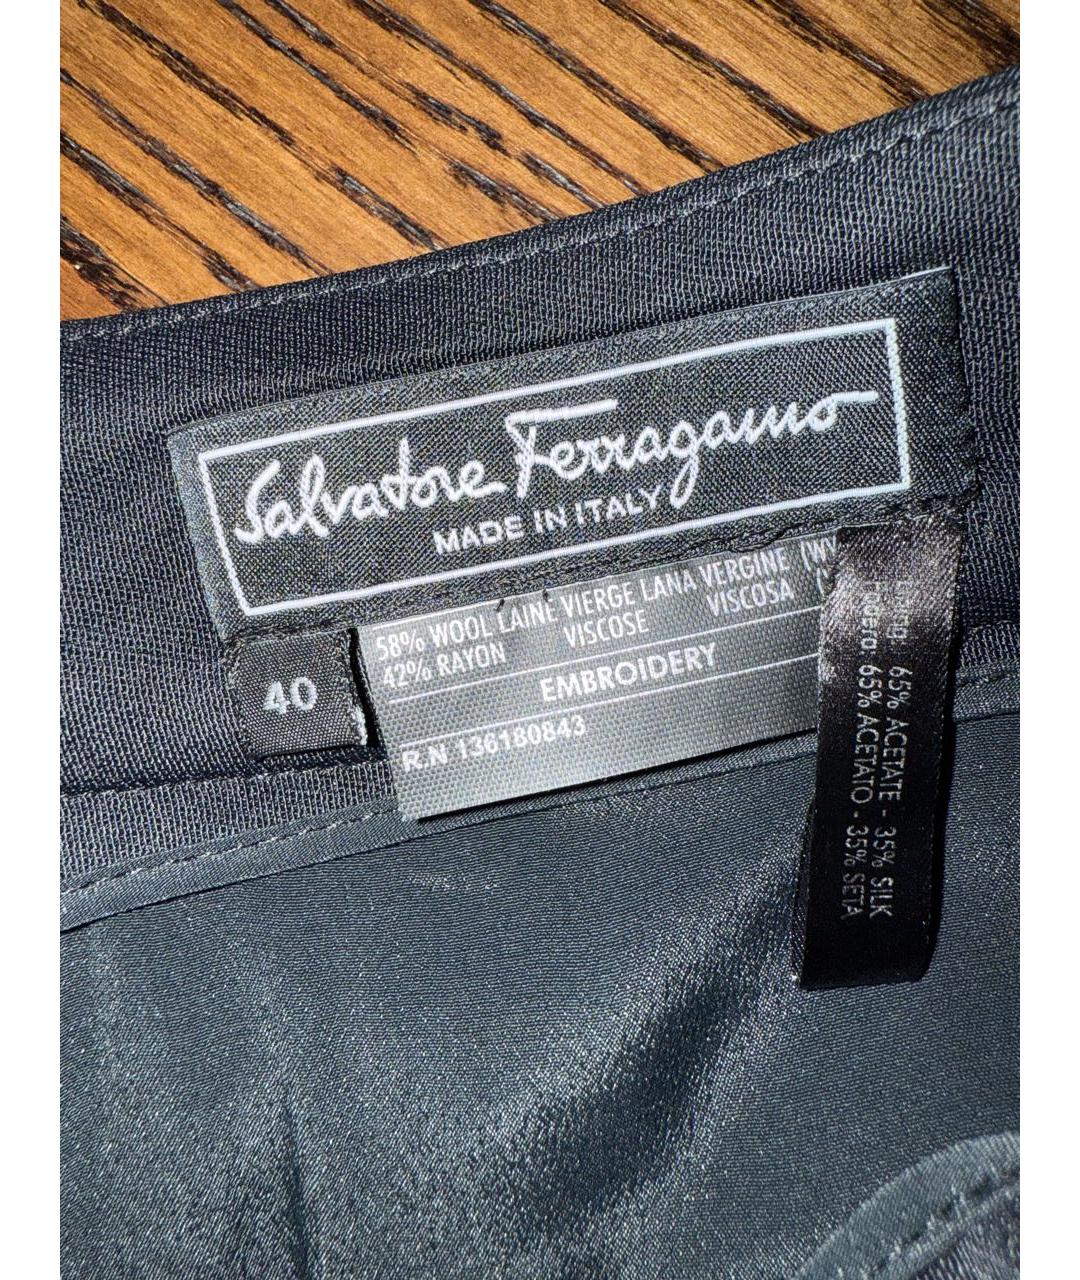 Salvatore Ferragamo
MADE IN ITALY
40
58% WOOL LAINE VIERGE LANA VERGINE (WV
42% RAYON VISCOSE VISCOSA (
EMBROIDERY
R.N 136180843
65% ACETATE - 35% SILK
65% ACETATO - 35% SETA